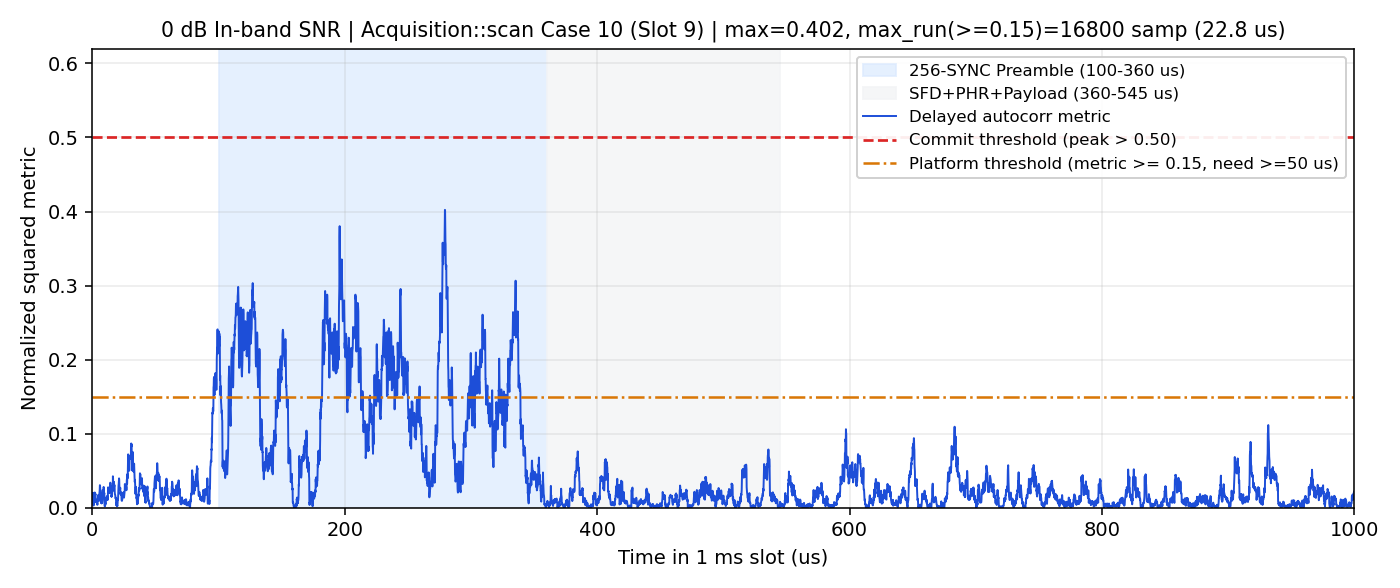 0 dB In-band SNR | Acquisition::scan Case 10 (Slot 9) | max=0.402, max_run(>=0.15)=16800 samp (22.8 us)
256-SYNC Preamble (100-360 us)
SFD+PHR+Payload (360-545 us)
Delayed autocorr metric
Commit threshold (peak > 0.50)
Platform threshold (metric >= 0.15, need >=50 us)
Normalized squared metric
0.6
0.5
0.4
0.3
0.2
0.1
0.0
0 200 400 600 800 1000
Time in 1 ms slot (us)